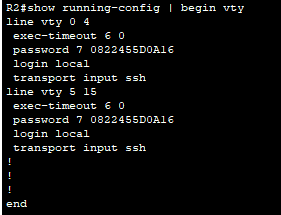 R2#show running-config | begin vty
line vty 0 4
 exec-timeout 6 0
 password 7 0822455D0A16
 login local
 transport input ssh
line vty 5 15
 exec-timeout 6 0
 password 7 0822455D0A16
 login local
 transport input ssh
!
!
!
end